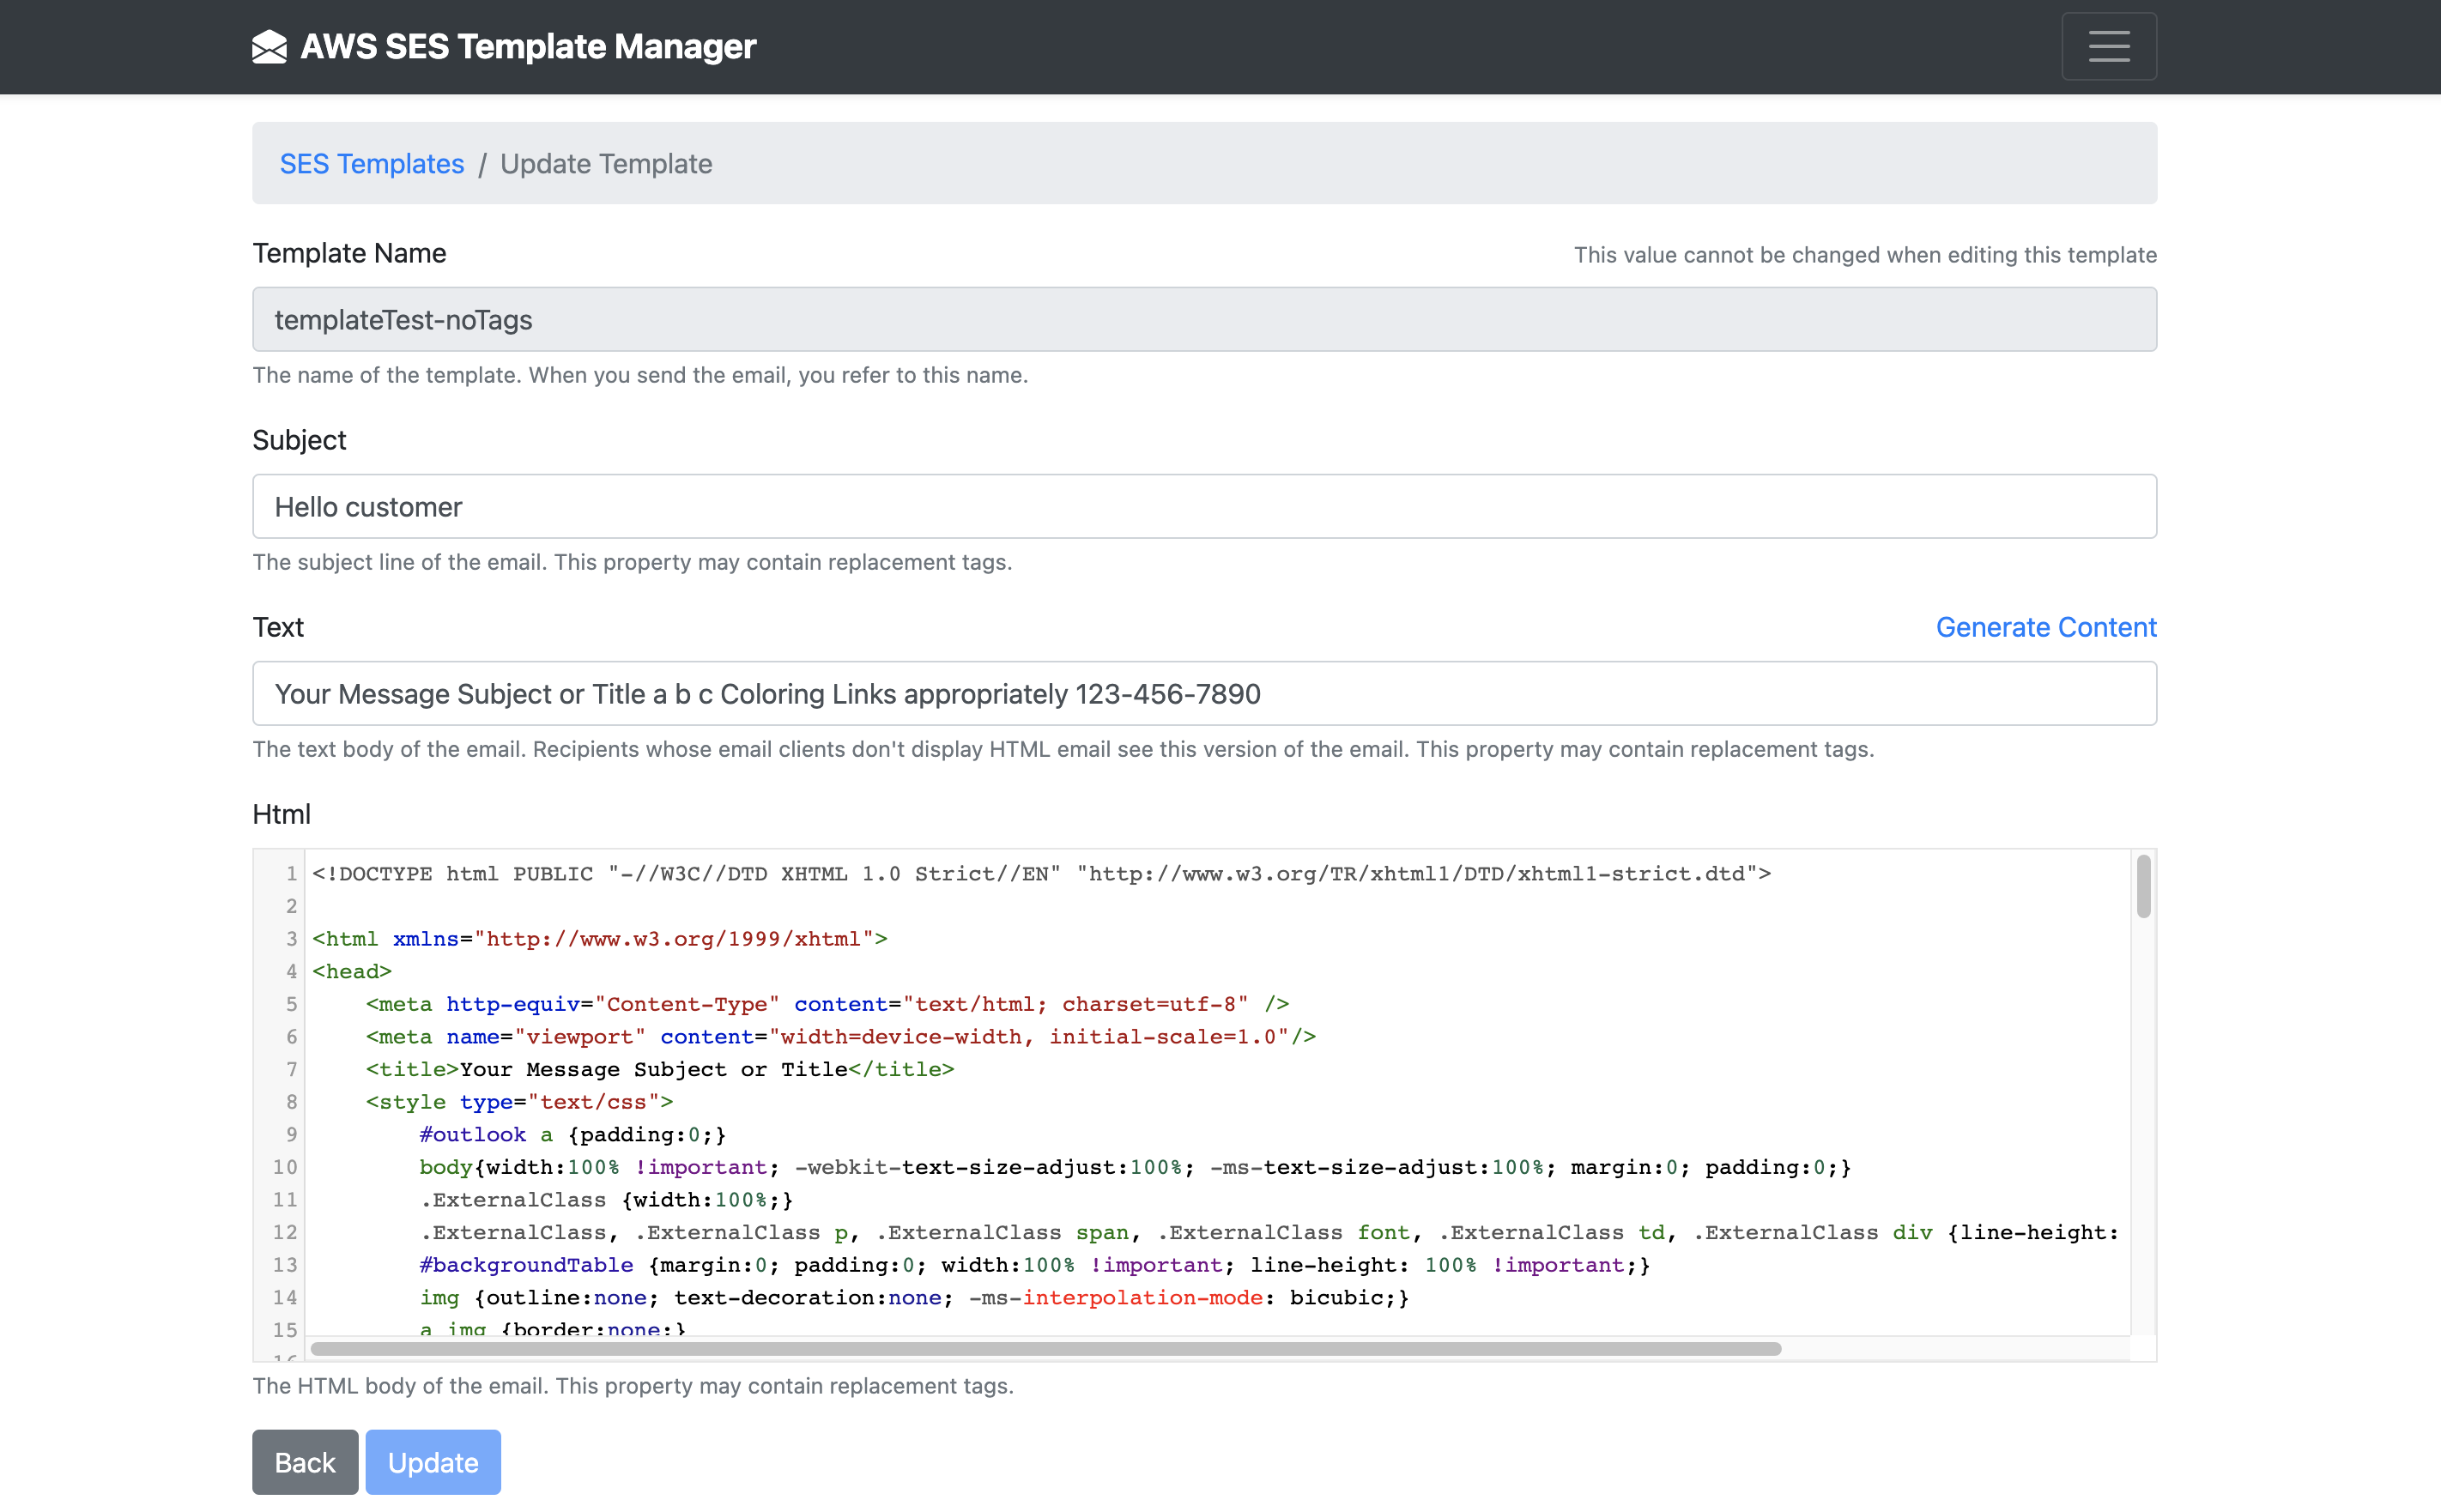 AWS SES Template Manager
SES Templates / Update Template
Template Name
This value cannot be changed when editing this template
templateTest-noTags
The name of the template. When you send the email, you refer to this name.
Subject
Hello customer
The subject line of the email. This property may contain replacement tags.
Text
Generate Content
Your Message Subject or Title a b c Coloring Links appropriately 123-456-7890
The text body of the email. Recipients whose email clients don't display HTML email see this version of the email. This property may contain replacement tags.
Html
1 <!DOCTYPE html PUBLIC "-//W3C//DTD XHTML 1.0 Strict//EN" "http://www.w3.org/TR/xhtml1/DTD/xhtml1-strict.dtd">
2
3 <html xmlns="http://www.w3.org/1999/xhtml">
4 <head>
5     <meta http-equiv="Content-Type" content="text/html; charset=utf-8" />
6     <meta name="viewport" content="width=device-width, initial-scale=1.0"/>
7     <title>Your Message Subject or Title</title>
8     <style type="text/css">
9         #outlook a {padding:0;}
10         body{width:100% !important; -webkit-text-size-adjust:100%; -ms-text-size-adjust:100%; margin:0; padding:0;}
11         .ExternalClass {width:100%;}
12         .ExternalClass, .ExternalClass p, .ExternalClass span, .ExternalClass font, .ExternalClass td, .ExternalClass div {line-height:
13         #backgroundTable {margin:0; padding:0; width:100% !important; line-height: 100% !important;}
14         img {outline:none; text-decoration:none; -ms-interpolation-mode: bicubic;}
15         a img {border:none;}
16
The HTML body of the email. This property may contain replacement tags.
Back Update